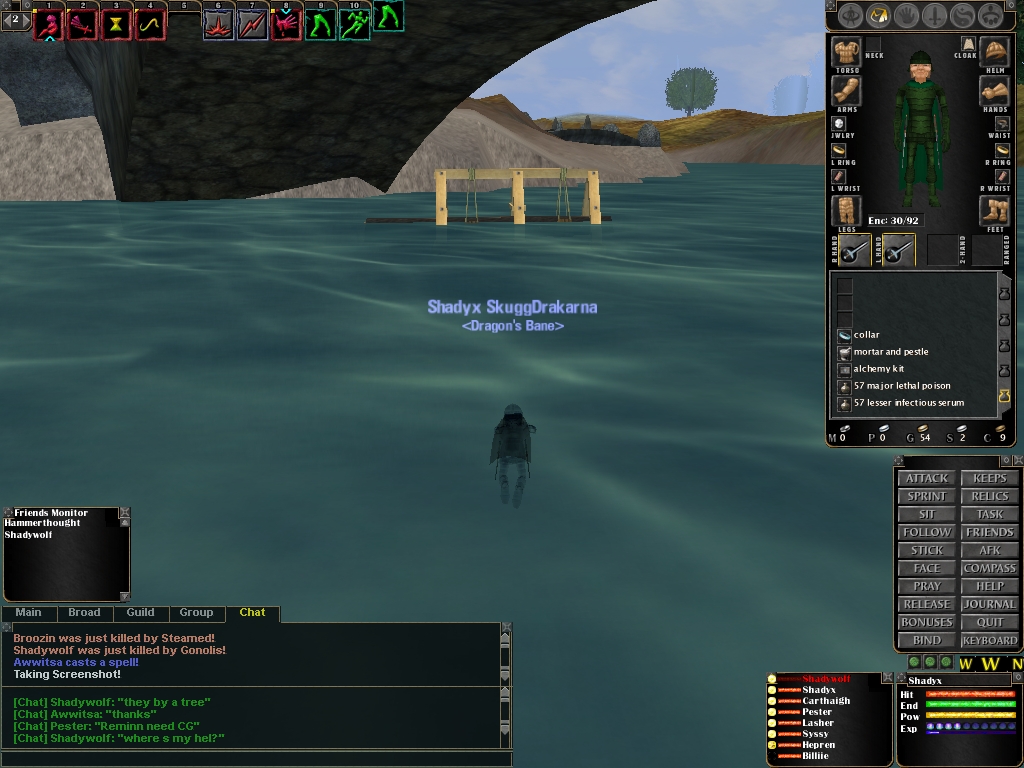 2
1 2 3 4 5 6 7 8 9 10
TORSO
NECK
CLOAK
HELM
ARMS
HANDS
JWLRY
WAIST
L RING
R RING
L WRIST
R WRIST
LEGS
Enc: 30/92
FEET
R HAND
L HAND
2-HAND
RANGED
collar
mortar and pestle
alchemy kit
57 major lethal poison
57 lesser infectious serum
M 0 P 0 G 54 S 2 C 9
Shadyx SkuggDrakarna
<Dragon's Bane>
ATTACK KEEPS
SPRINT RELICS
SIT TASK
FOLLOW FRIENDS
STICK AFK
FACE COMPASS
PRAY HELP
RELEASE JOURNAL
BONUSES QUIT
BIND KEYBOARD
W W N
Friends Monitor
Hammerthought
Shadywolf
Main Broad Guild Group Chat
Broozin was just killed by Steamed!
Shadywolf was just killed by Gonolis!
Awwitsa casts a spell!
Taking Screenshot!
[Chat] Shadywolf: "they by a tree"
[Chat] Awwitsa: "thanks"
[Chat] Pester: "Reminn need CG"
[Chat] Shadywolf: "where s my hel?"
Shadywolf
Shadyx
Carthaigh
Pester
Lasher
Syssy
Hepren
Billiie
Shadyx
Hit
End
Pow
Exp